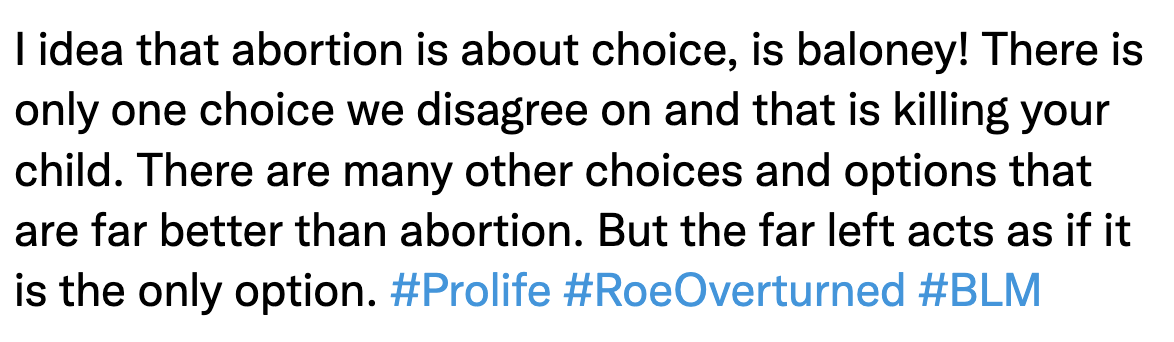 I idea that abortion is about choice, is baloney! There is
only one choice we disagree on and that is killing your
child. There are many other choices and options that
are far better than abortion. But the far left acts as if it
is the only option. #Prolife #RoeOverturned #BLM